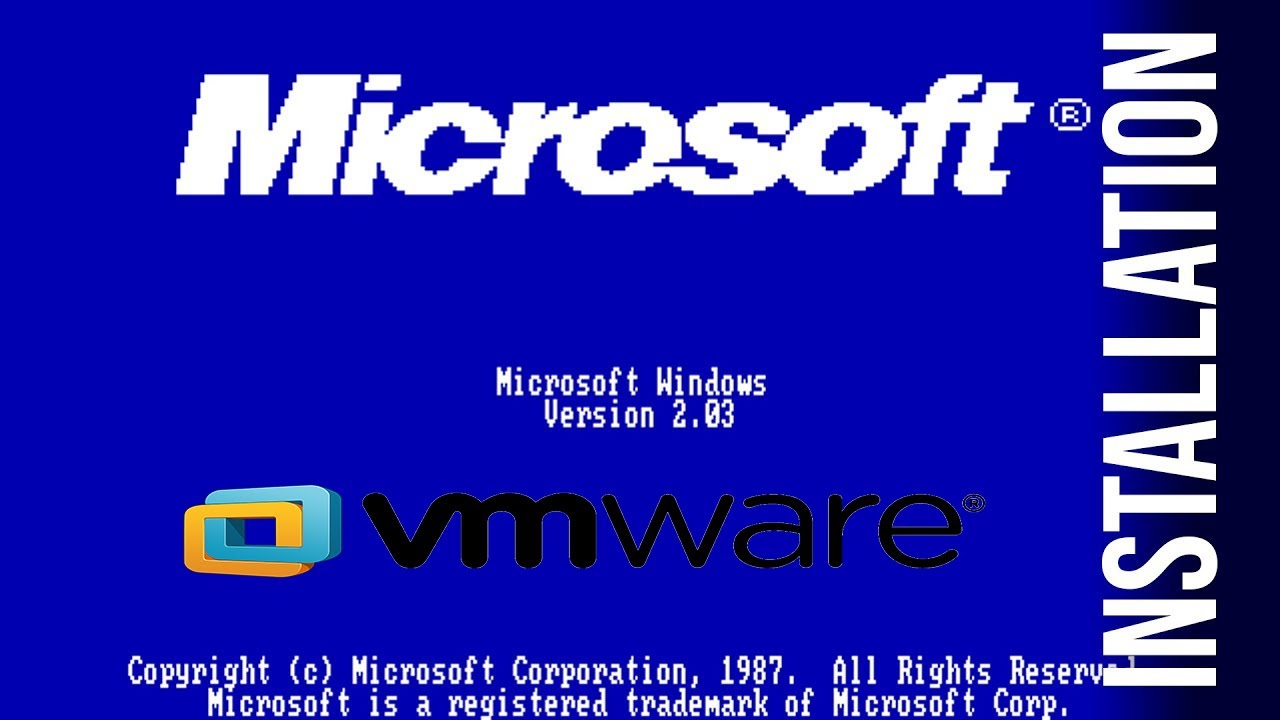 Microsoft®
Microsoft Windows
Version 2.03
vmware®
Copyright (c) Microsoft Corporation, 1987. All Rights Reserv
Microsoft is a registered trademark of Microsoft Corp.
INSTALLATION